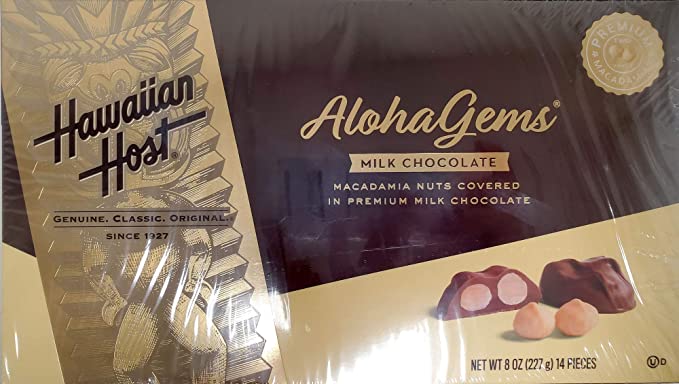 Hawaiian
Host®
GENUINE. CLASSIC. ORIGINAL.
SINCE 1927
PREMIUM
MACADAMIA
AlohaGems®
MILK CHOCOLATE
MACADAMIA NUTS COVERED
IN PREMIUM MILK CHOCOLATE
NET WT 8 OZ (227 g) 14 PIECES
U D